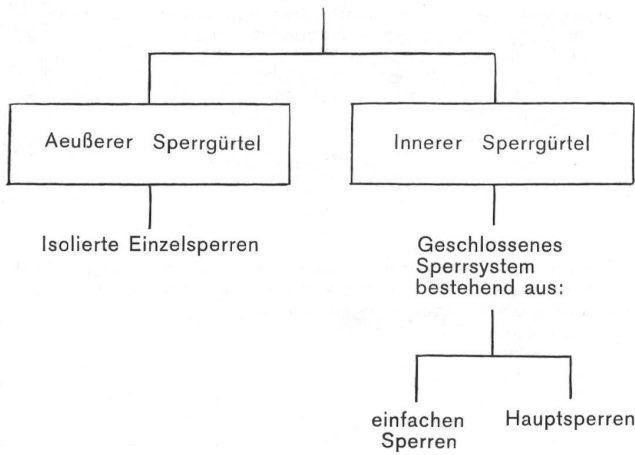 Aeußerer Sperrgürtel
Innerer Sperrgürtel
Isolierte Einzelsperren
Geschlossenes
Sperrsystem
bestehend aus:
einfachen
Sperren
Hauptsperren